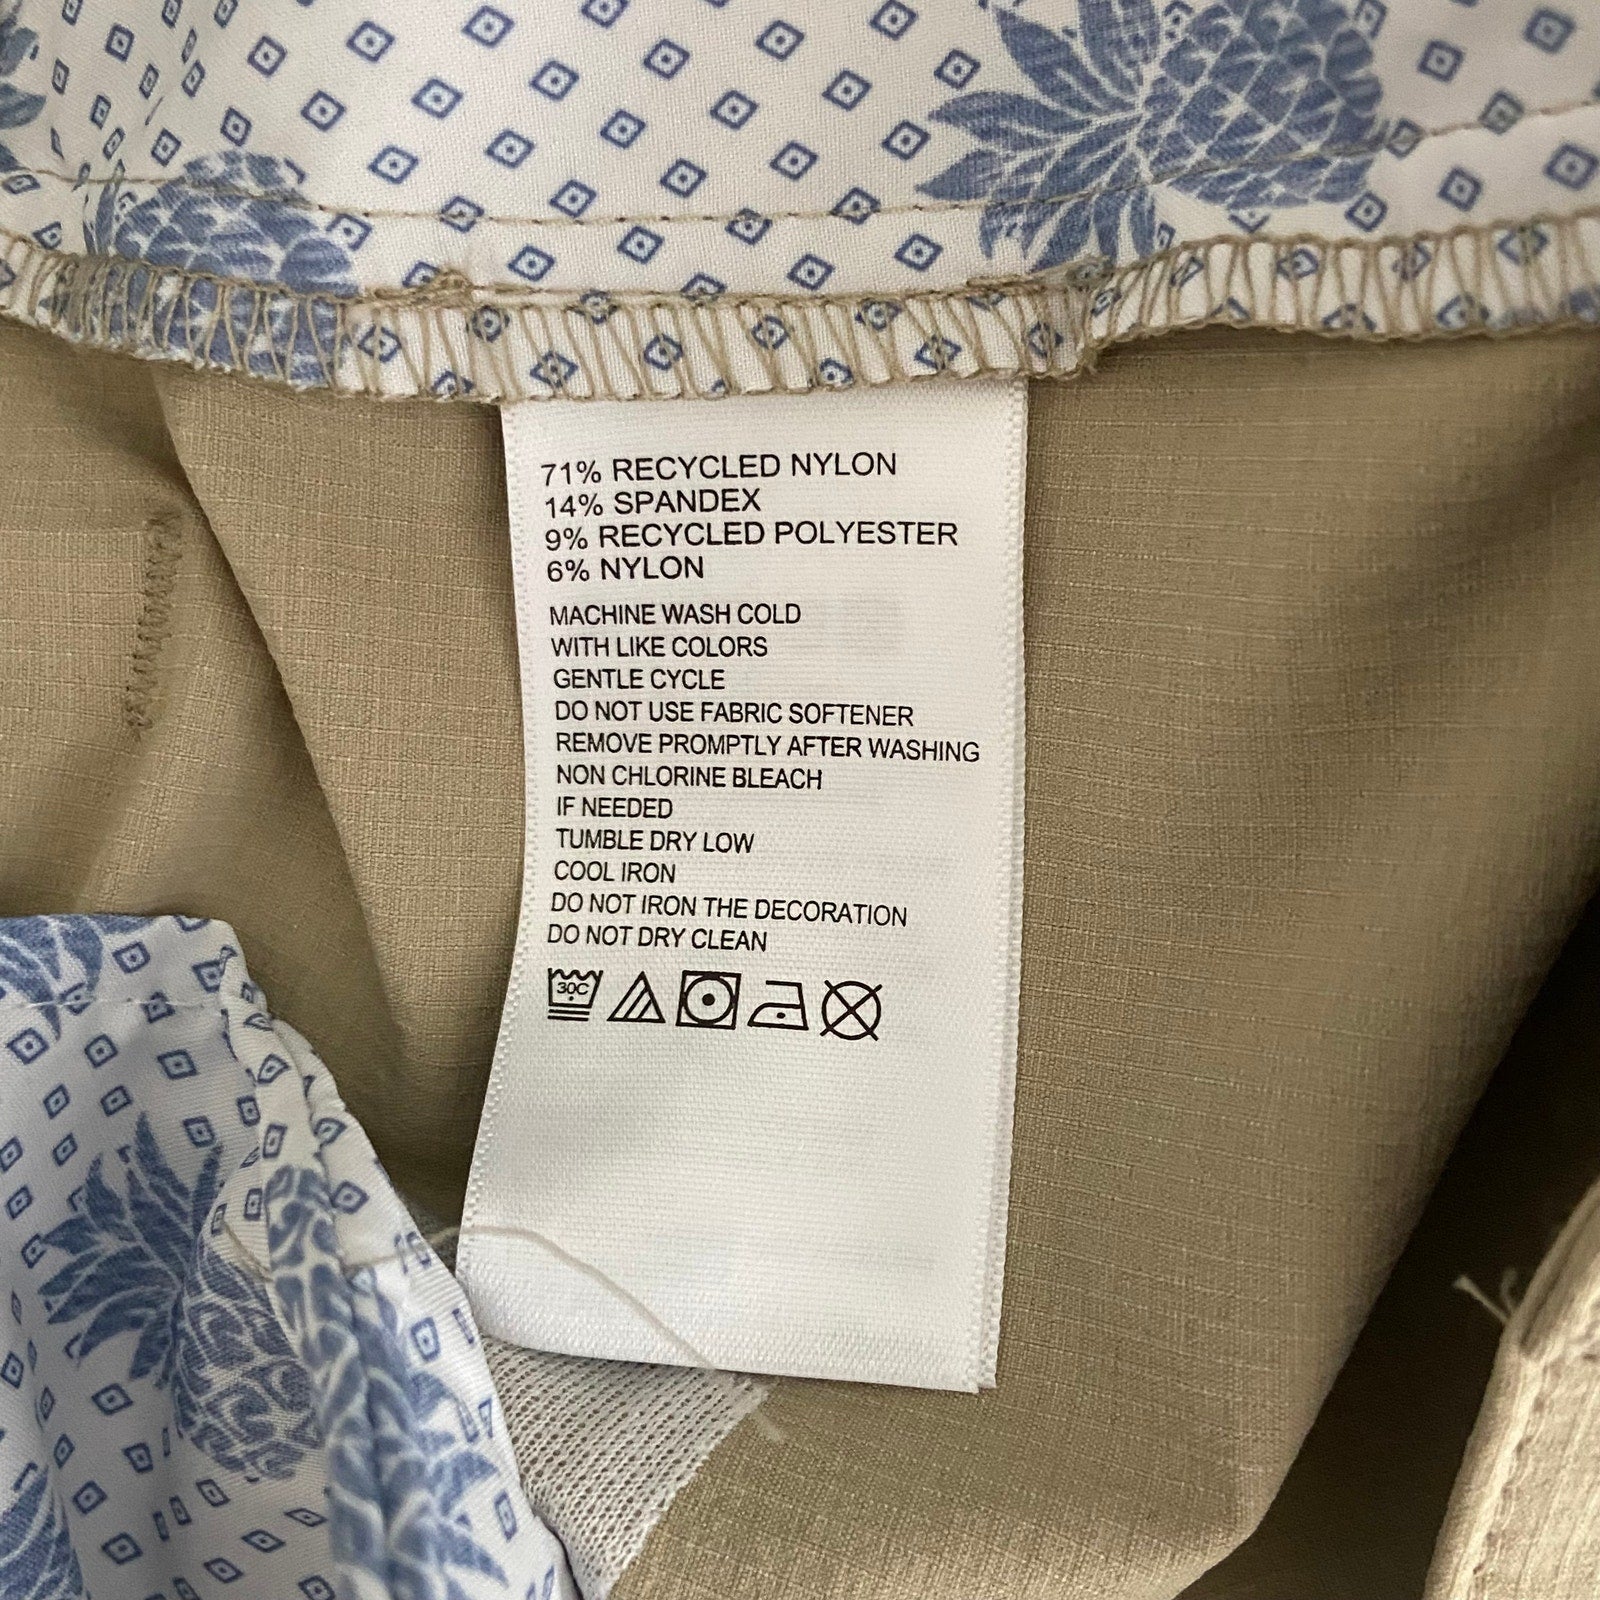 71% RECYCLED NYLON
14% SPANDEX
9% RECYCLED POLYESTER
6% NYLON
MACHINE WASH COLD
WITH LIKE COLORS
GENTLE CYCLE
DO NOT USE FABRIC SOFTENER
REMOVE PROMPTLY AFTER WASHING
NON CHLORINE BLEACH
IF NEEDED
TUMBLE DRY LOW
COOL IRON
DO NOT IRON THE DECORATION
DO NOT DRY CLEAN
30C